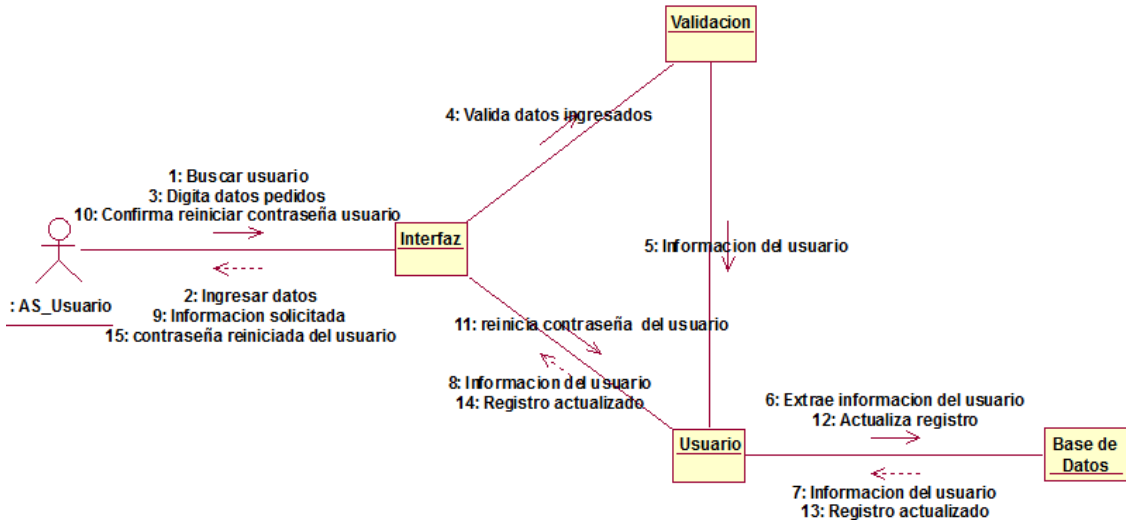 Validacion
4: Valida datos ingresados
1: Buscar usuario
3: Digita datos pedidos
10: Confirma reiniciar contraseña usuario
Interfaz
5: Informacion del usuario
: AS_Usuario
2: Ingresar datos
9: Informacion solicitada
15: contraseña reiniciada del usuario
11: reinicia contraseña del usuario
8: Informacion del usuario
14: Registro actualizado
6: Extrae informacion del usuario
12: Actualiza registro
Usuario
Base de
Datos
7: Informacion del usuario
13: Registro actualizado